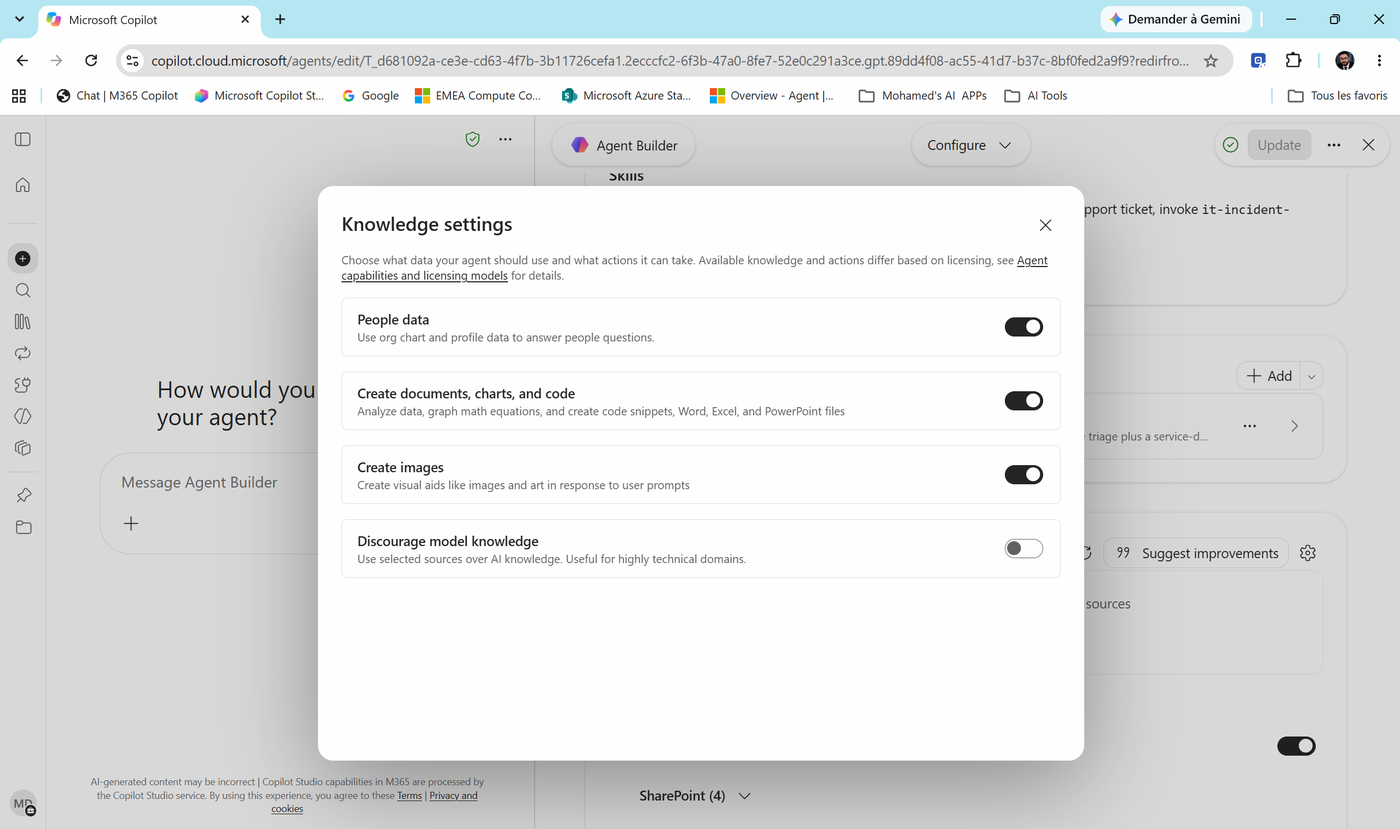 Microsoft Copilot
Demander à Gemini
copilot.cloud.microsoft/agents/edit/T_d681092a-ce3e-cd63-4f7b-3b11726cefa1.2ecccfc2-6f3b-47a0-8fe7-52e0c291a3ce.gpt.89dd4f08-ac55-41d7-b37c-8bf0fed2a9f9?redirfro...
Chat | M365 Copilot
Microsoft Copilot St...
Google
EMEA Compute Co...
Microsoft Azure Sta...
Overview - Agent |...
Mohamed's AI APPs
AI Tools
Tous les favoris
Agent Builder
Configure
Update
Skills
pport ticket, invoke it-incident-
Knowledge settings
Choose what data your agent should use and what actions it can take. Available knowledge and actions differ based on licensing, see Agent
capabilities and licensing models for details.
People data
Use org chart and profile data to answer people questions.
Create documents, charts, and code
Analyze data, graph math equations, and create code snippets, Word, Excel, and PowerPoint files
Create images
Create visual aids like images and art in response to user prompts
Discourage model knowledge
Use selected sources over AI knowledge. Useful for highly technical domains.
Add
triage plus a service-d...
Suggest improvements
sources
How would you
your agent?
Message Agent Builder
AI-generated content may be incorrect | Copilot Studio capabilities in M365 are processed by
the Copilot Studio service. By using this experience, you agree to these Terms | Privacy and
cookies
SharePoint (4)